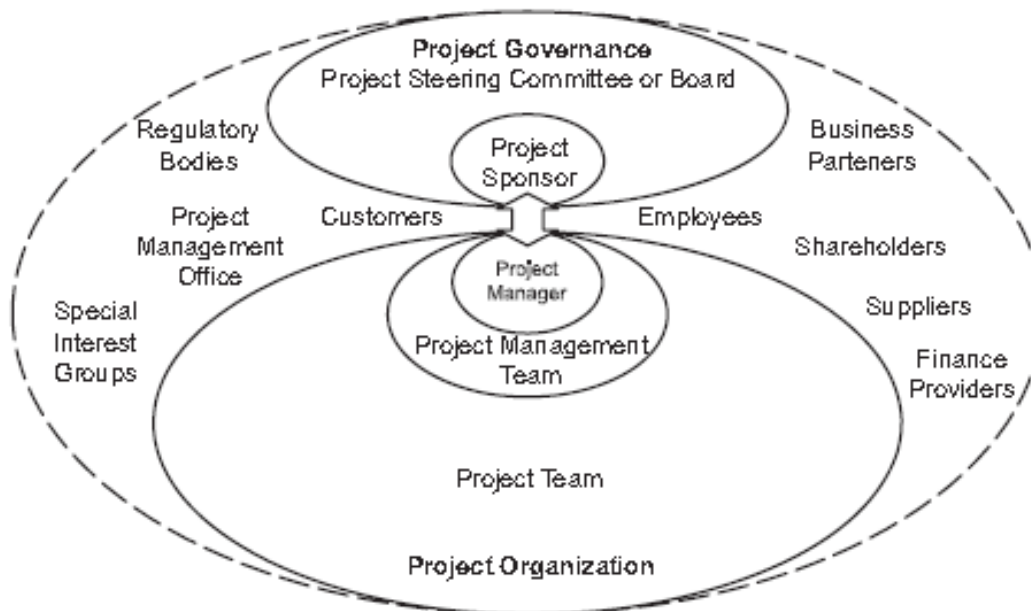 Project Governance
Project Steering Committee or Board
Regulatory
Bodies
Business
Parteners
Project
Sponsor
Project
Management
Office
Customers
Employees
Shareholders
Project
Manager
Special
Interest
Groups
Suppliers
Project Management
Team
Finance
Providers
Project Team
Project Organization